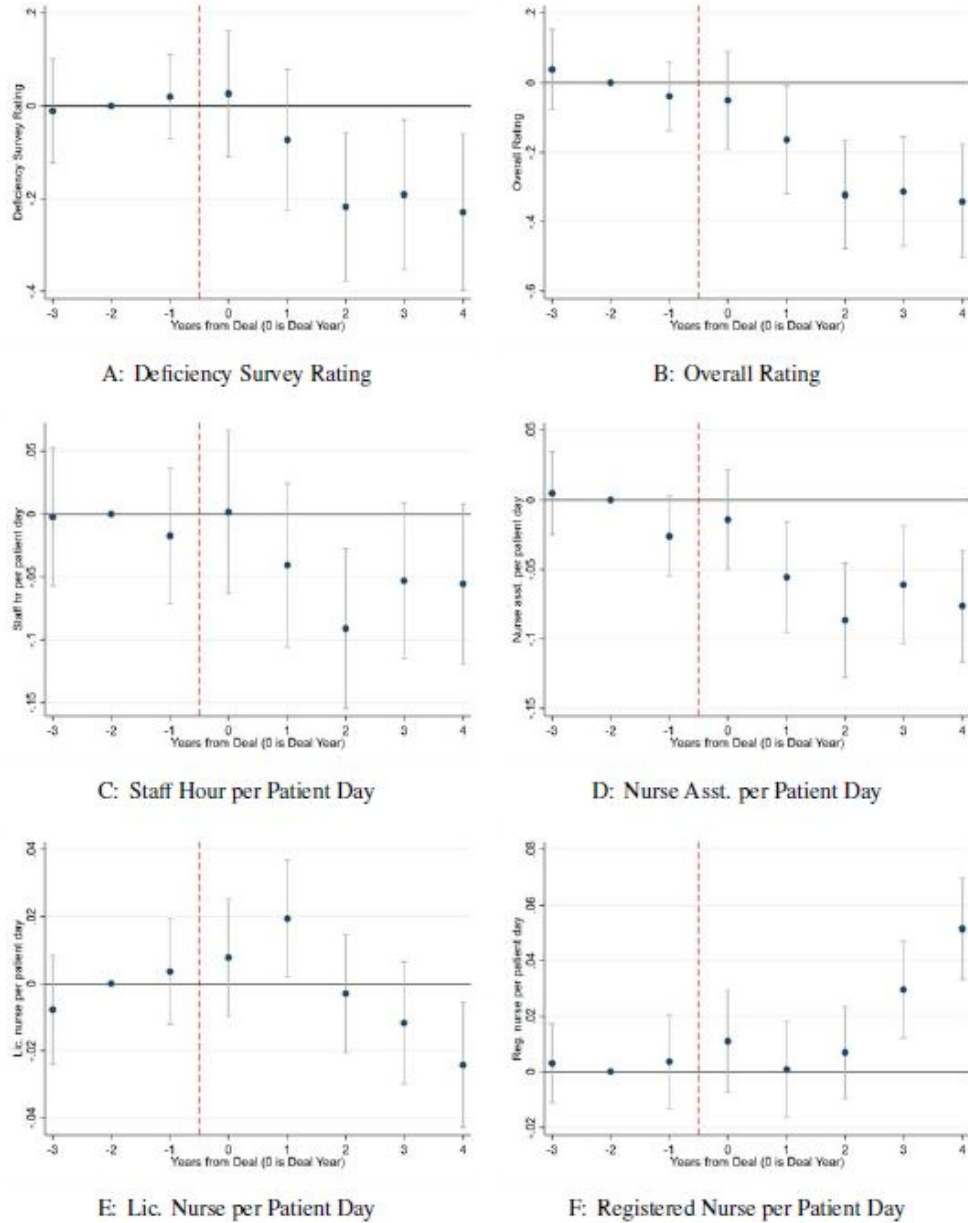 .2
0
-.2
-.4
Deficiency Survey Rating
-3 -2 -1 0 1 2 3 4
Years from Deal (0 is Deal Year)
A: Deficiency Survey Rating
.2
0
-.2
-.4
-.6
Overall Rating
-3 -2 -1 0 1 2 3 4
Years from Deal (0 is Deal Year)
B: Overall Rating
.05
0
-.05
-.1
-.15
Staff hr per patient day
-3 -2 -1 0 1 2 3 4
Years from Deal (0 is Deal Year)
C: Staff Hour per Patient Day
.05
0
-.05
-.1
-.15
Nurse asst. per patient day
-3 -2 -1 0 1 2 3 4
Years from Deal (0 is Deal Year)
D: Nurse Asst. per Patient Day
.04
.02
0
-.02
-.04
Lic. nurse per patient day
-3 -2 -1 0 1 2 3 4
Years from Deal (0 is Deal Year)
E: Lic. Nurse per Patient Day
.08
.06
.04
.02
0
-.02
Reg. nurse per patient day
-3 -2 -1 0 1 2 3 4
Years from Deal (0 is Deal Year)
F: Registered Nurse per Patient Day